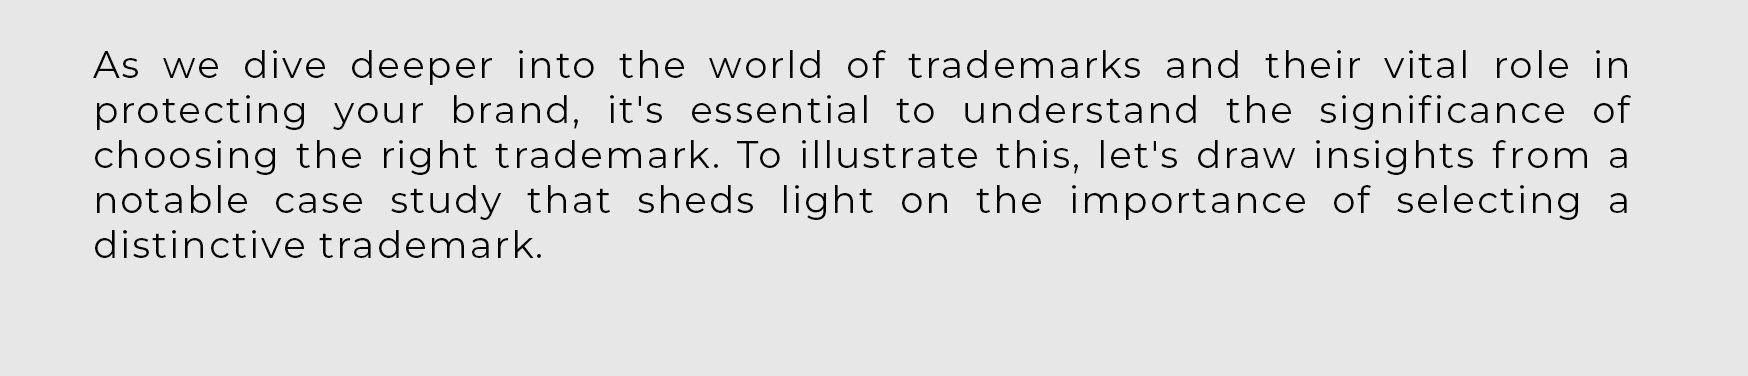 As we dive deeper into the world of trademarks and their vital role in
protecting your brand, it's essential to understand the significance of
choosing the right trademark. To illustrate this, let's draw insights from a
notable case study that sheds light on the importance of selecting a
distinctive trademark.